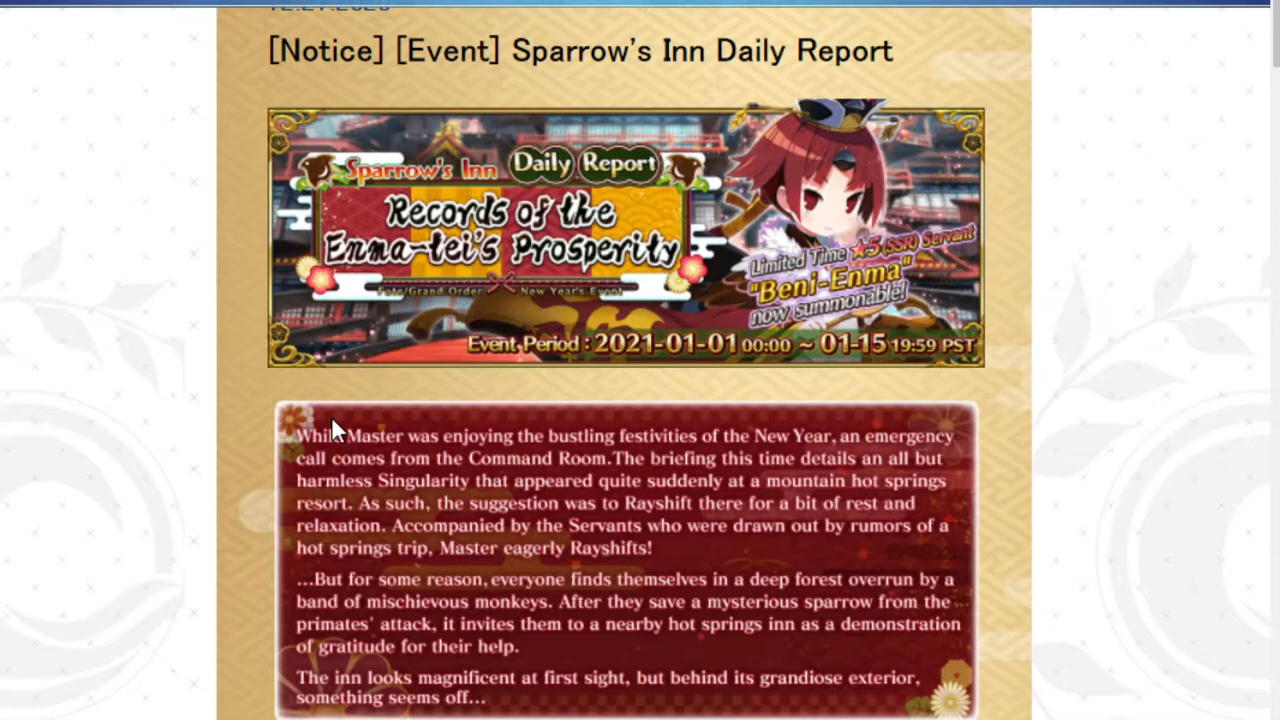 [Notice] [Event] Sparrow's Inn Daily Report
Sparrow's Inn Daily Report
Records of the
Enma-tei's Prosperity
Fate/Grand Order New Year's Event
Limited Time ★5 (SSR) Servant
"Beni-Enma"
now summonable!
Event Period : 2021-01-01 00:00 ~ 01-15 19:59 PST
Whil Master was enjoying the bustling festivities of the New Year, an emergency
call comes from the Command Room.The briefing this time details an all but
harmless Singularity that appeared quite suddenly at a mountain hot springs
resort. As such, the suggestion was to Rayshift there for a bit of rest and
relaxation. Accompanied by the Servants who were drawn out by rumors of a
hot springs trip, Master eagerly Rayshifts!
...But for some reason, everyone finds themselves in a deep forest overrun by a
band of mischievous monkeys. After they save a mysterious sparrow from the
primates' attack, it invites them to a nearby hot springs inn as a demonstration
of gratitude for their help.
The inn looks magnificent at first sight, but behind its grandiose exterior,
something seems off...